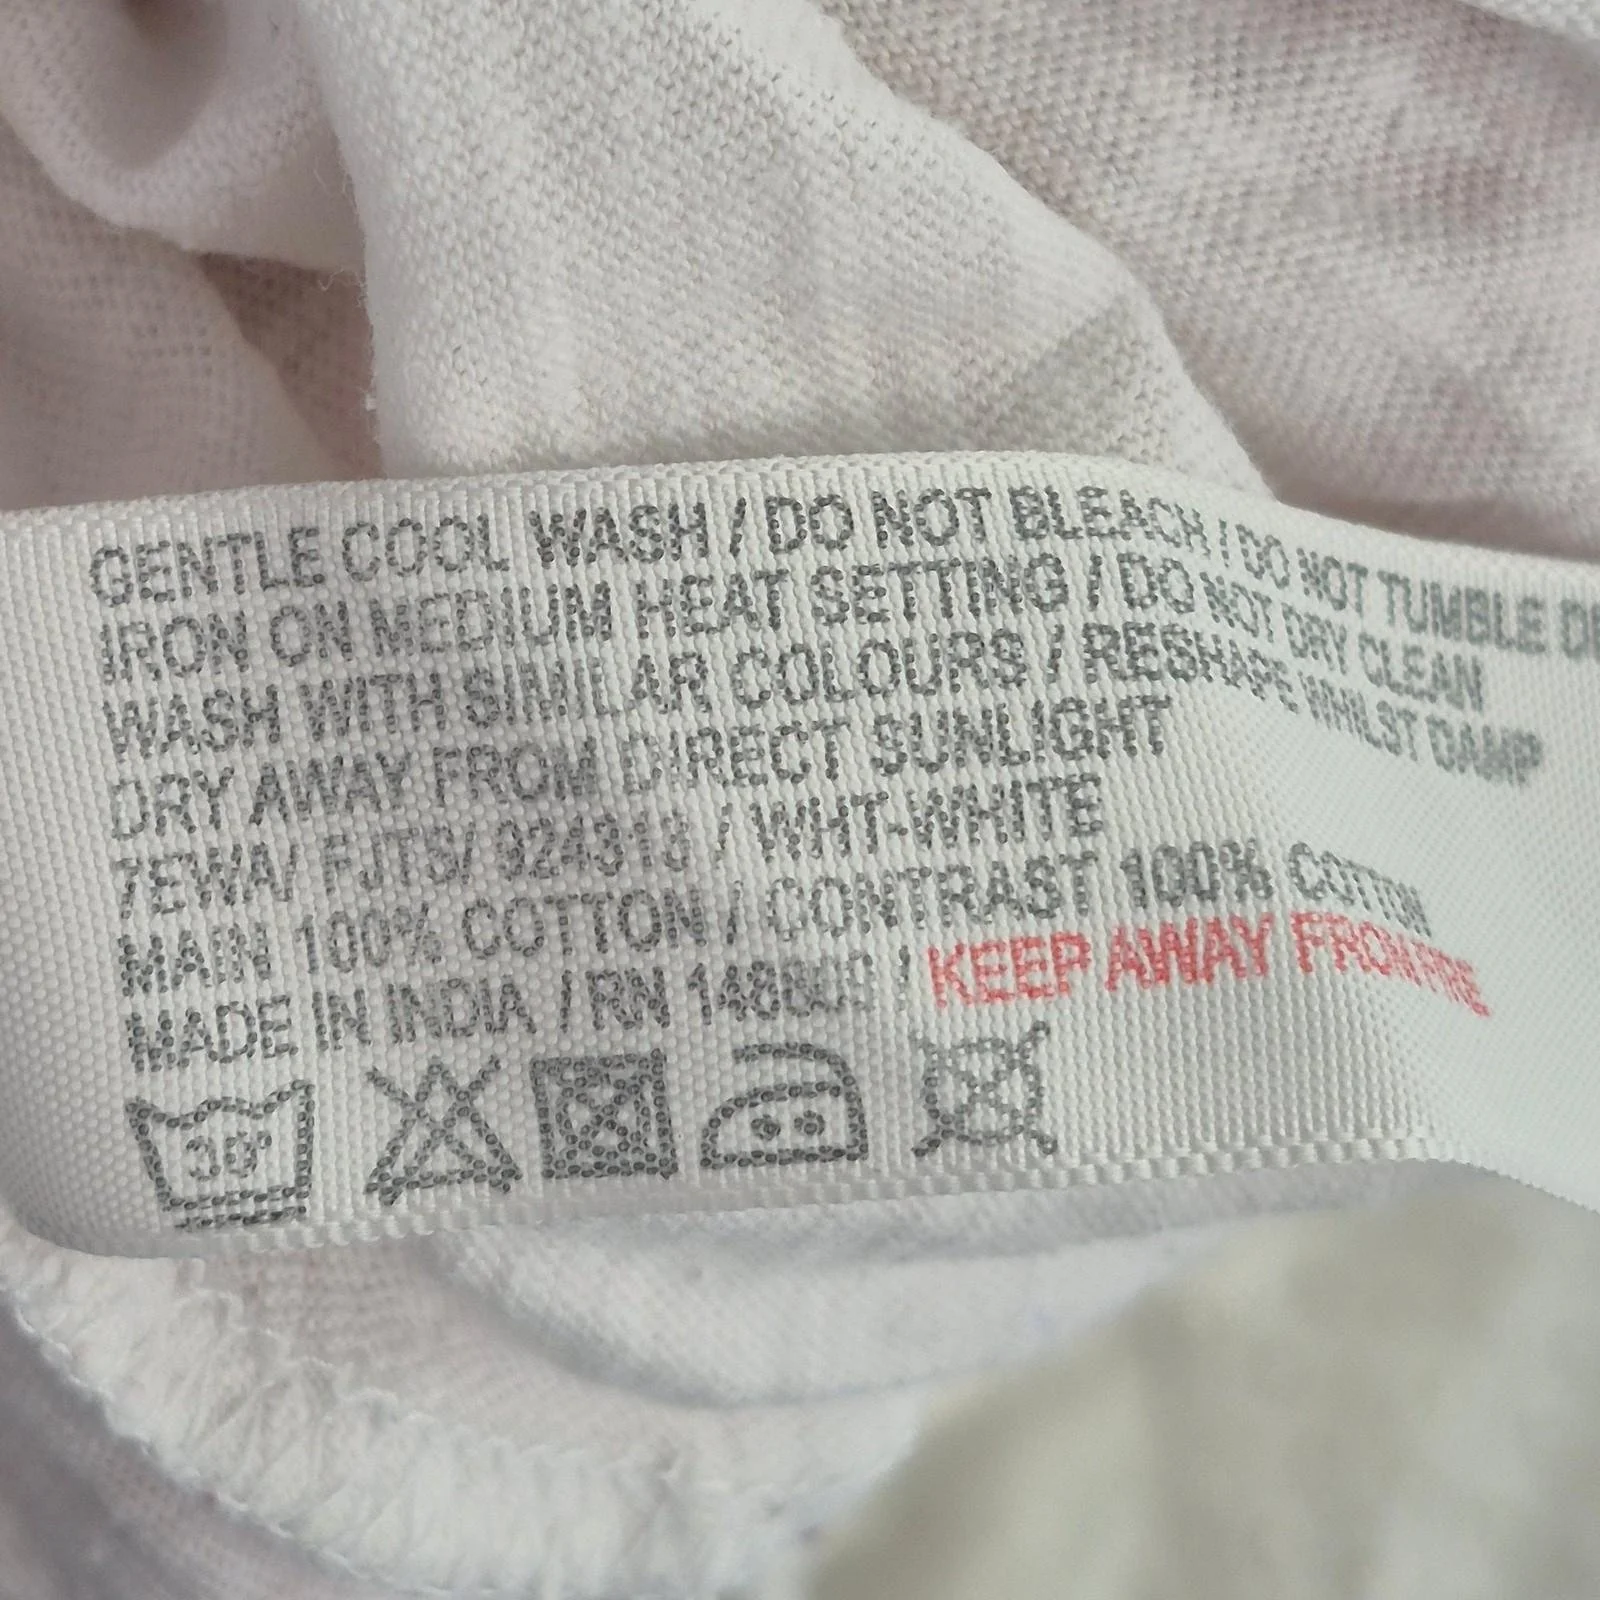 GENTLE COOL WASH / DO NOT BLEACH / DO NOT TUMBLE
IRON ON MEDIUM HEAT SETTING / DO NOT DRY CLEAN
WASH WITH SIMILAR COLOURS / RESHAPE WHILST DAMP
DRY AWAY FROM DIRECT SUNLIGHT
/ WHT-WHITE
MAIN 100% COTTON / CONTRAST 100% COTTON
MADE IN INDIA / RN / KEEP AWAY FROM FIRE
30°